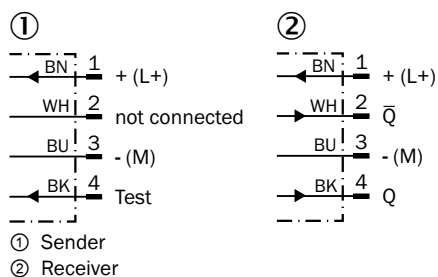 ①
BN 1 + (L+)
WH 2 not connected
BU 3 - (M)
BK 4 Test
②
BN 1 + (L+)
WH 2 Q̅
BU 3 - (M)
BK 4 Q
① Sender
② Receiver